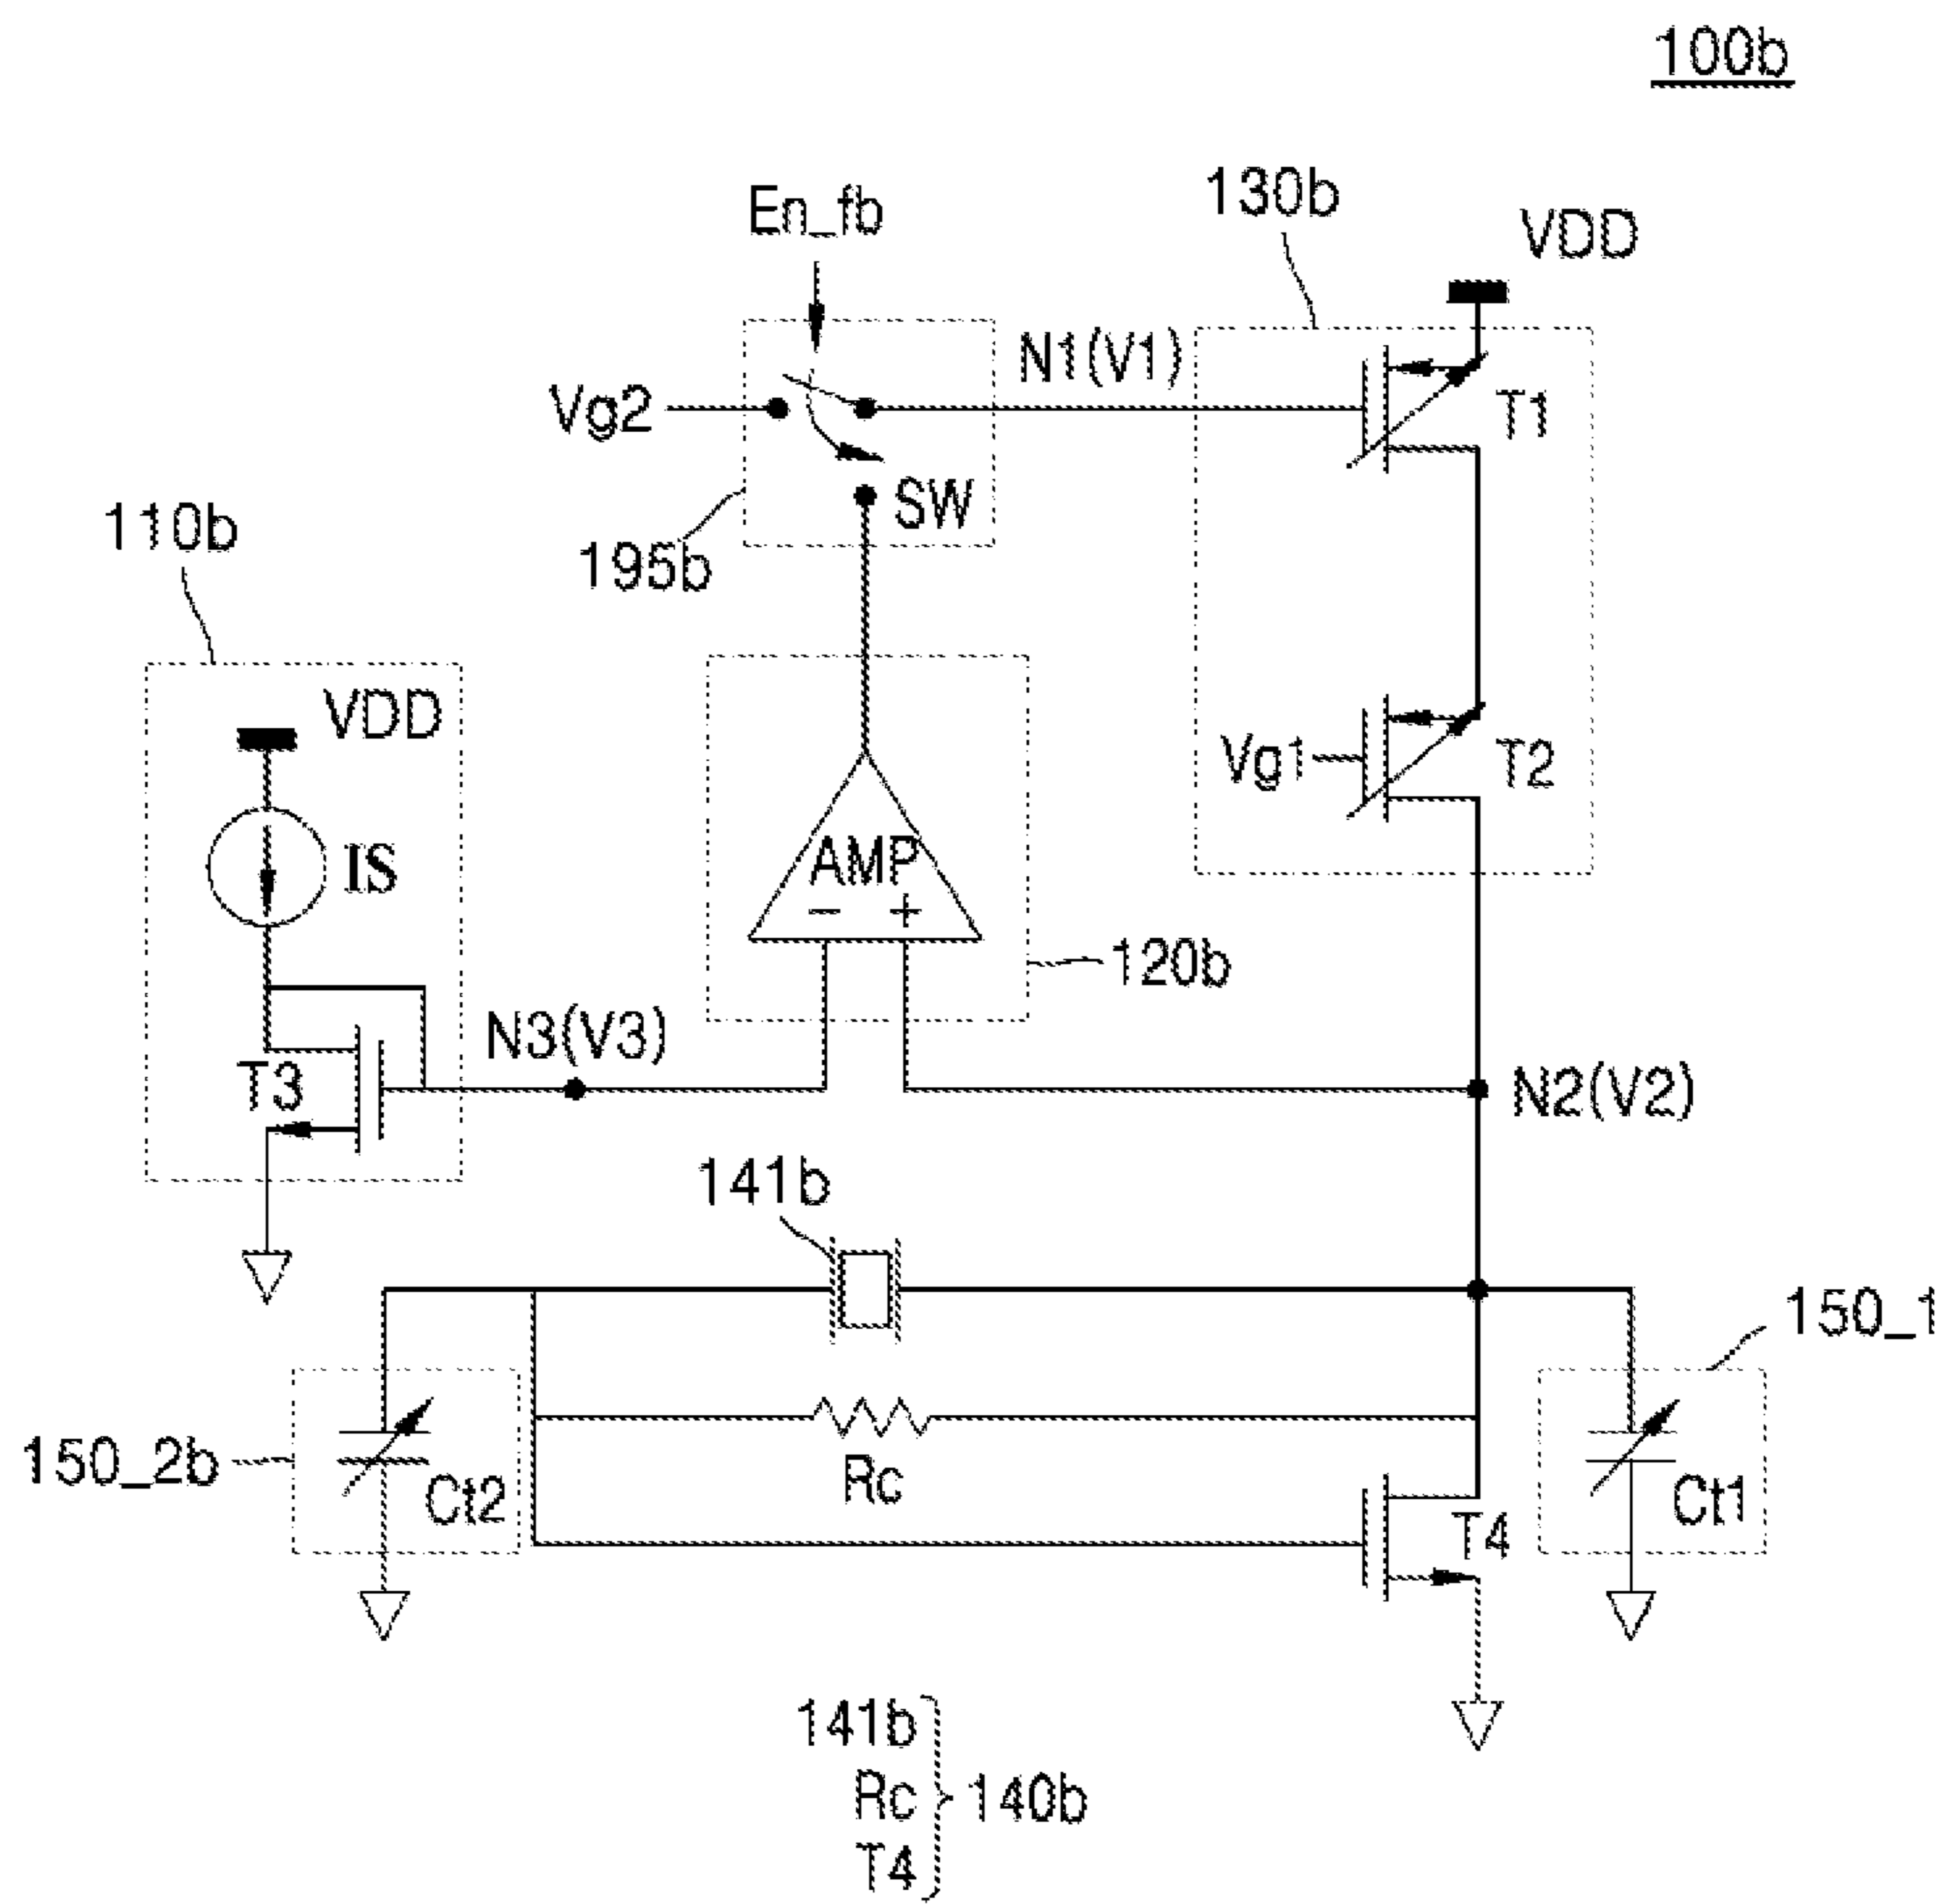 100b
130b
En_fb
VDD
N1(V1)
Vg2
T1
SW
110b
195b
VDD
Vg1
T2
AMP
IS
- +
120b
N3(V3)
T3
N2(V2)
141b
150_1
150_2b
Rc
Ct2
T4
Ct1
141b
Rc
140b
T4